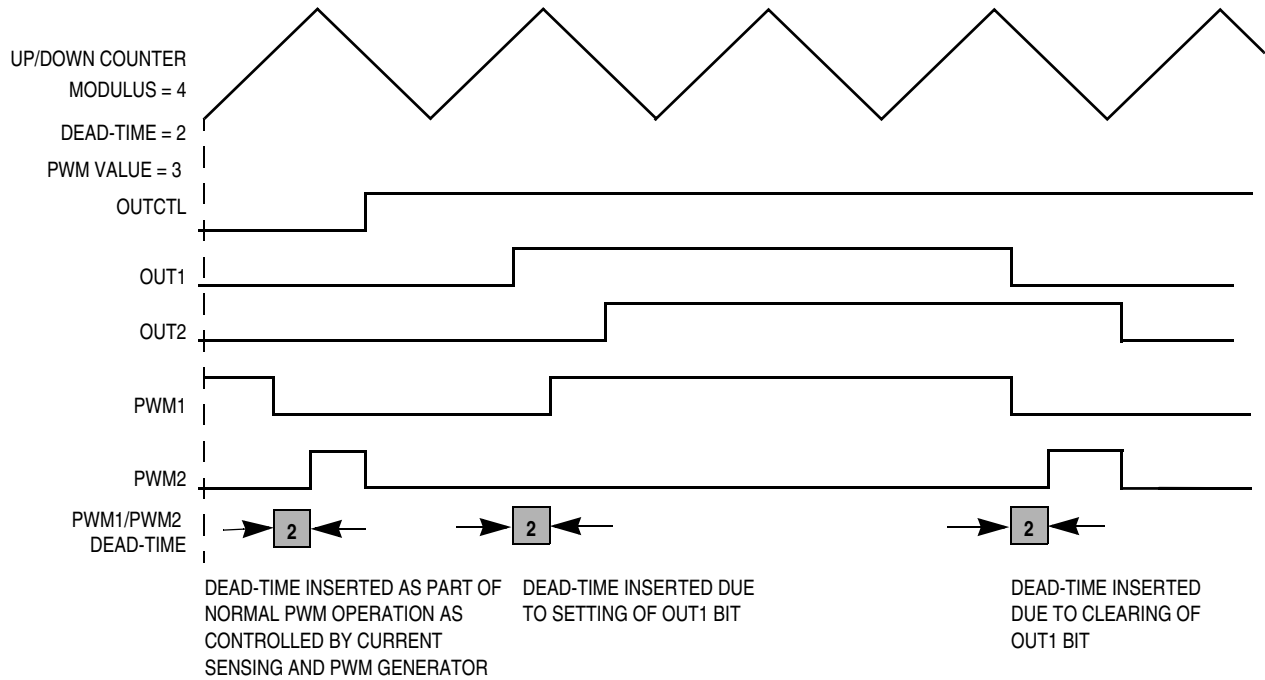 UP/DOWN COUNTER
MODULUS = 4
DEAD-TIME = 2
PWM VALUE = 3
OUTCTL
OUT1
OUT2
PWM1
PWM2
PWM1/PWM2
DEAD-TIME
2
2
2
DEAD-TIME INSERTED AS PART OF
NORMAL PWM OPERATION AS
CONTROLLED BY CURRENT
SENSING AND PWM GENERATOR
DEAD-TIME INSERTED DUE
TO SETTING OF OUT1 BIT
DEAD-TIME INSERTED
DUE TO CLEARING OF
OUT1 BIT